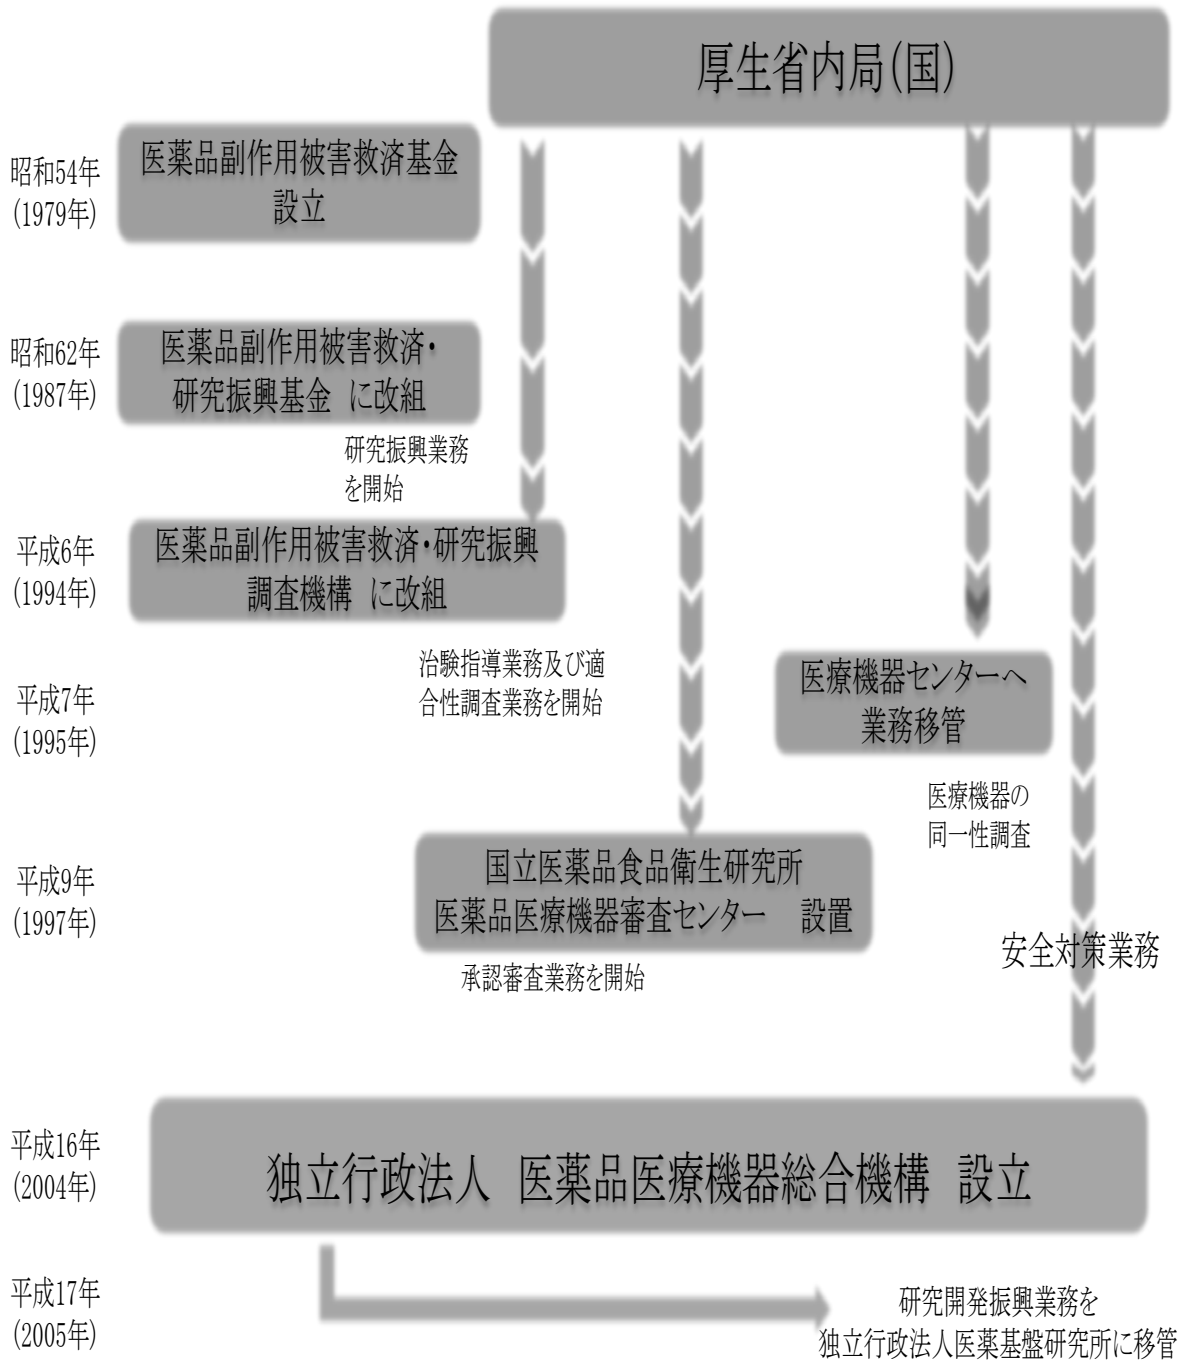 厚生省内局(国)
昭和54年
(1979年)
医薬品副作用被害救済基金
設立
昭和62年
(1987年)
医薬品副作用被害救済・
研究振興基金 に改組
研究振興業務
を開始
平成6年
(1994年)
医薬品副作用被害救済・研究振興
調査機構 に改組
治験指導業務及び適
合性調査業務を開始
平成7年
(1995年)
医療機器センターへ
業務移管
医療機器の
同一性調査
平成9年
(1997年)
国立医薬品食品衛生研究所
医薬品医療機器審査センター 設置
承認審査業務を開始
安全対策業務
平成16年
(2004年)
独立行政法人 医薬品医療機器総合機構 設立
平成17年
(2005年)
研究開発振興業務を
独立行政法人医薬基盤研究所に移管